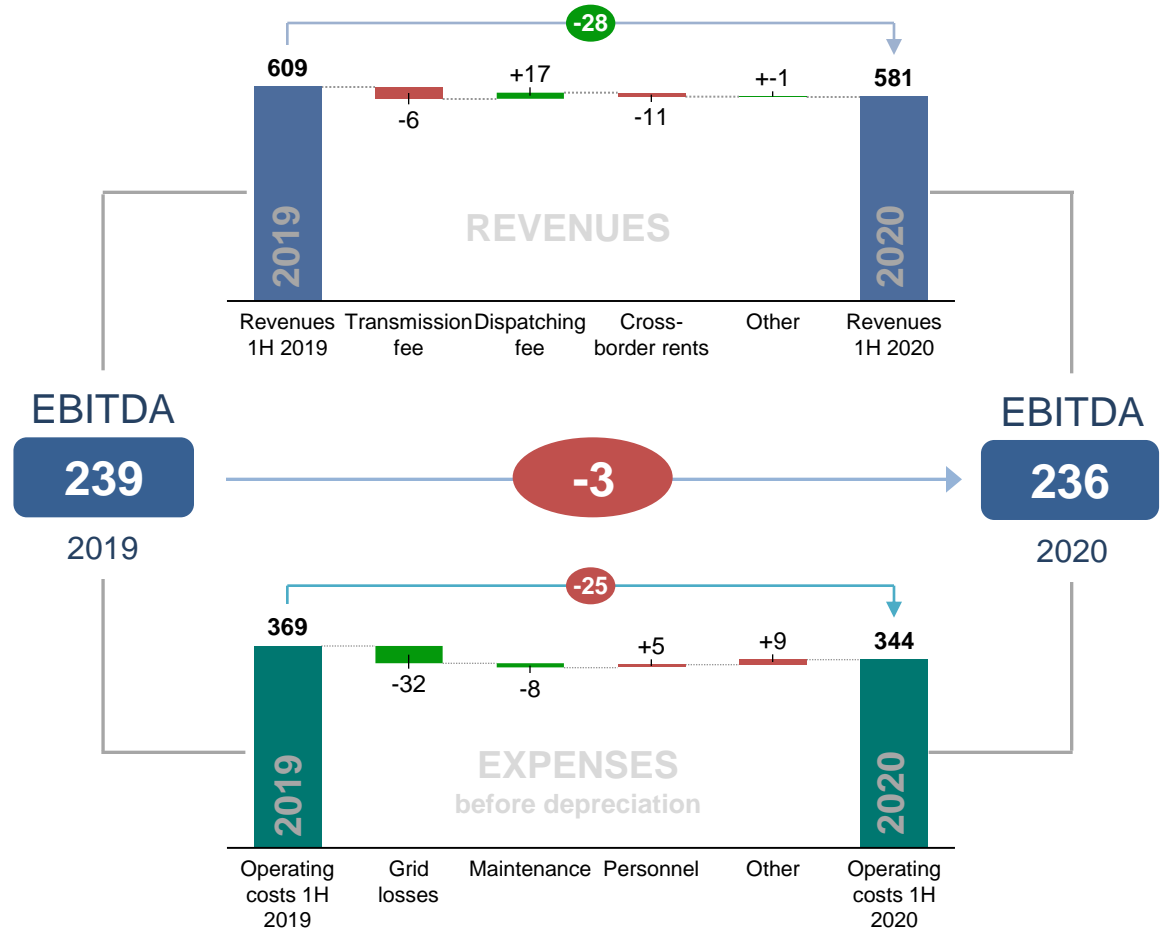 -28
609
+17
+-1
581
-6
-11
2019
REVENUES
2020
Revenues 1H 2019
Transmission fee
Dispatching fee
Cross-border rents
Other
Revenues 1H 2020
EBITDA
239
2019
-3
EBITDA
236
2020
-25
369
+5
+9
344
-32
-8
2019
EXPENSES
before depreciation
2020
Operating costs 1H 2019
Grid losses
Maintenance
Personnel
Other
Operating costs 1H 2020